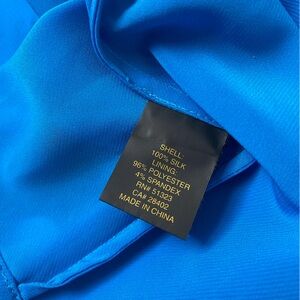 SHELL:
100% SILK
LINING:
96% POLYESTER
4% SPANDEX
RN# 51323
CA# 28402
MADE IN CHINA